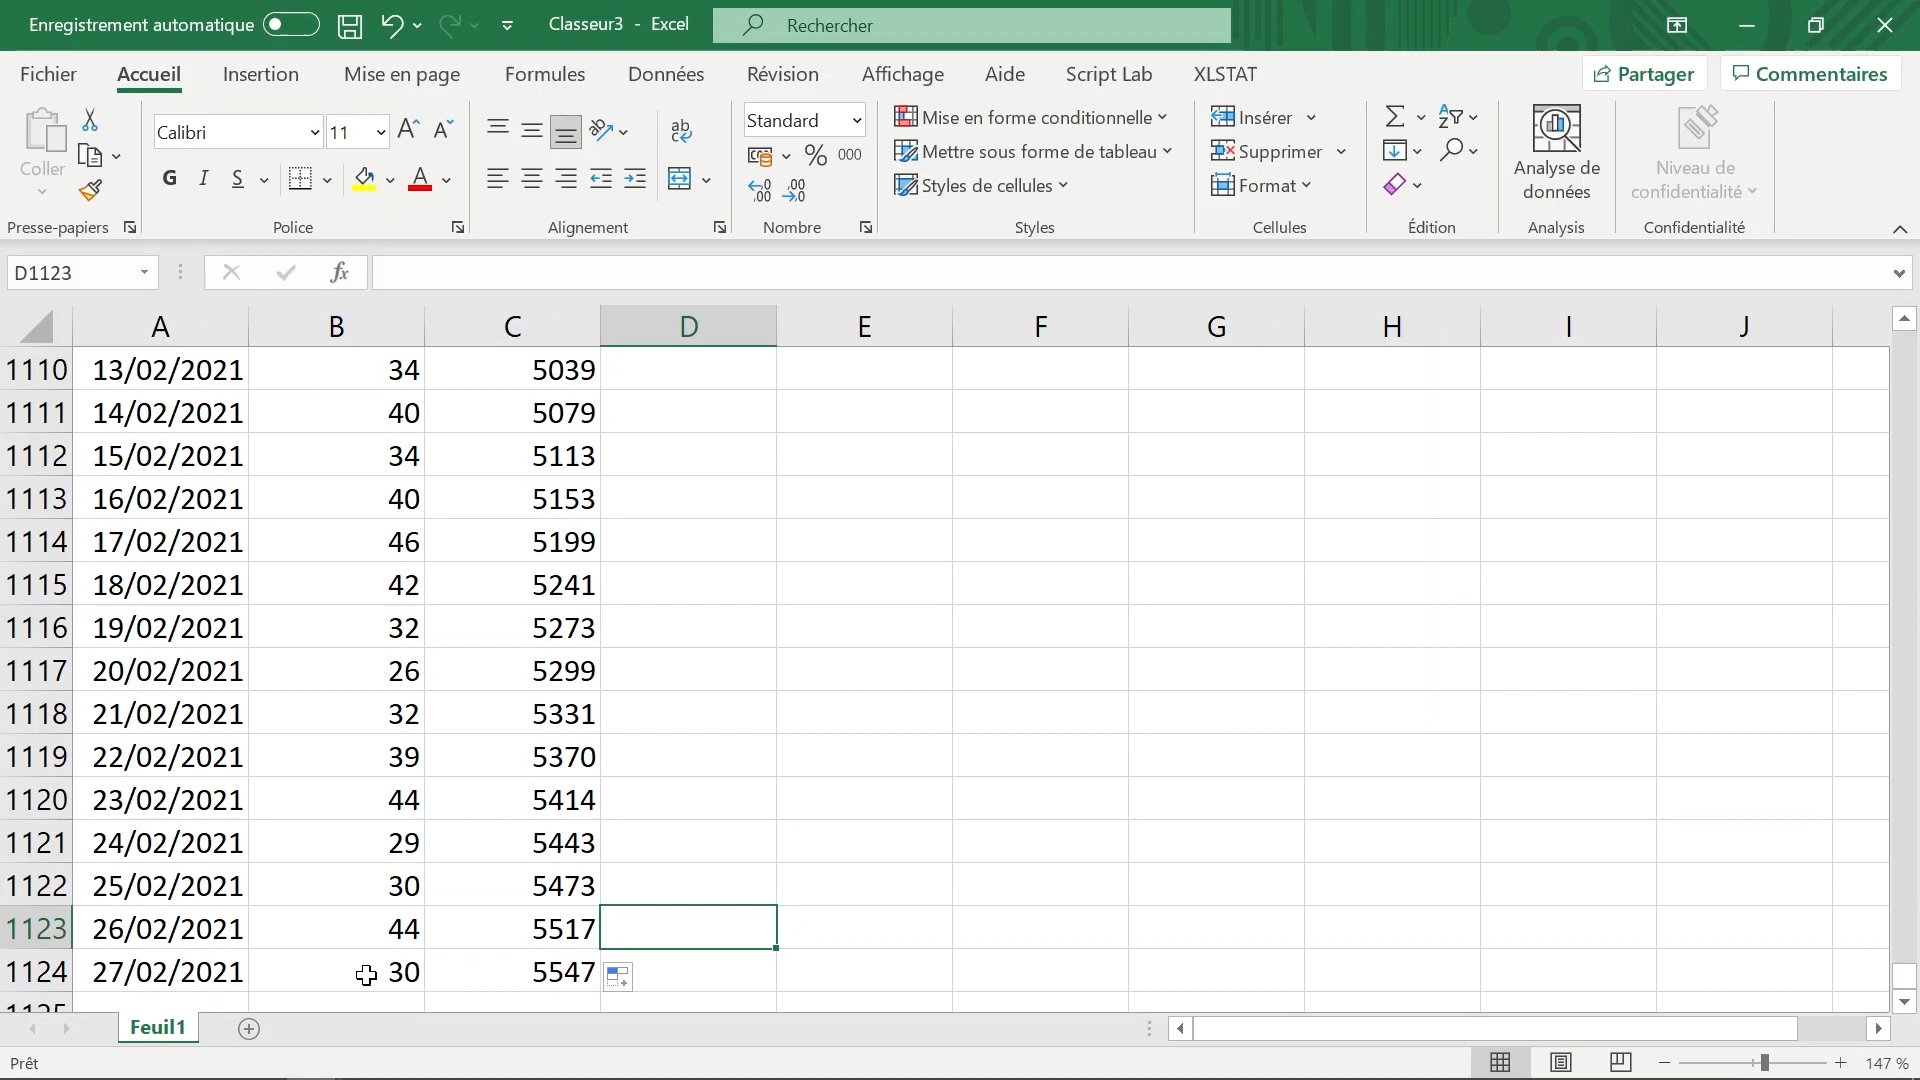 Enregistrement automatique
Classeur3 - Excel
Rechercher
Fichier Accueil Insertion Mise en page Formules Données Révision Affichage Aide Script Lab XLSTAT
Partager Commentaires
Coller
Presse-papiers
Calibri 11
G I S
Police
ab
Alignement
Standard
% 000
Nombre
Mise en forme conditionnelle
Mettre sous forme de tableau
Styles de cellules
Styles
Insérer
Supprimer
Format
Cellules
Édition
Analyse de
données
Analysis
Niveau de
confidentialité
Confidentialité
D1123 fx
A B C D E F G H I J
1110 13/02/2021 34 5039
1111 14/02/2021 40 5079
1112 15/02/2021 34 5113
1113 16/02/2021 40 5153
1114 17/02/2021 46 5199
1115 18/02/2021 42 5241
1116 19/02/2021 32 5273
1117 20/02/2021 26 5299
1118 21/02/2021 32 5331
1119 22/02/2021 39 5370
1120 23/02/2021 44 5414
1121 24/02/2021 29 5443
1122 25/02/2021 30 5473
1123 26/02/2021 44 5517
1124 27/02/2021 30 5547
Feuil1
Prêt
147 %